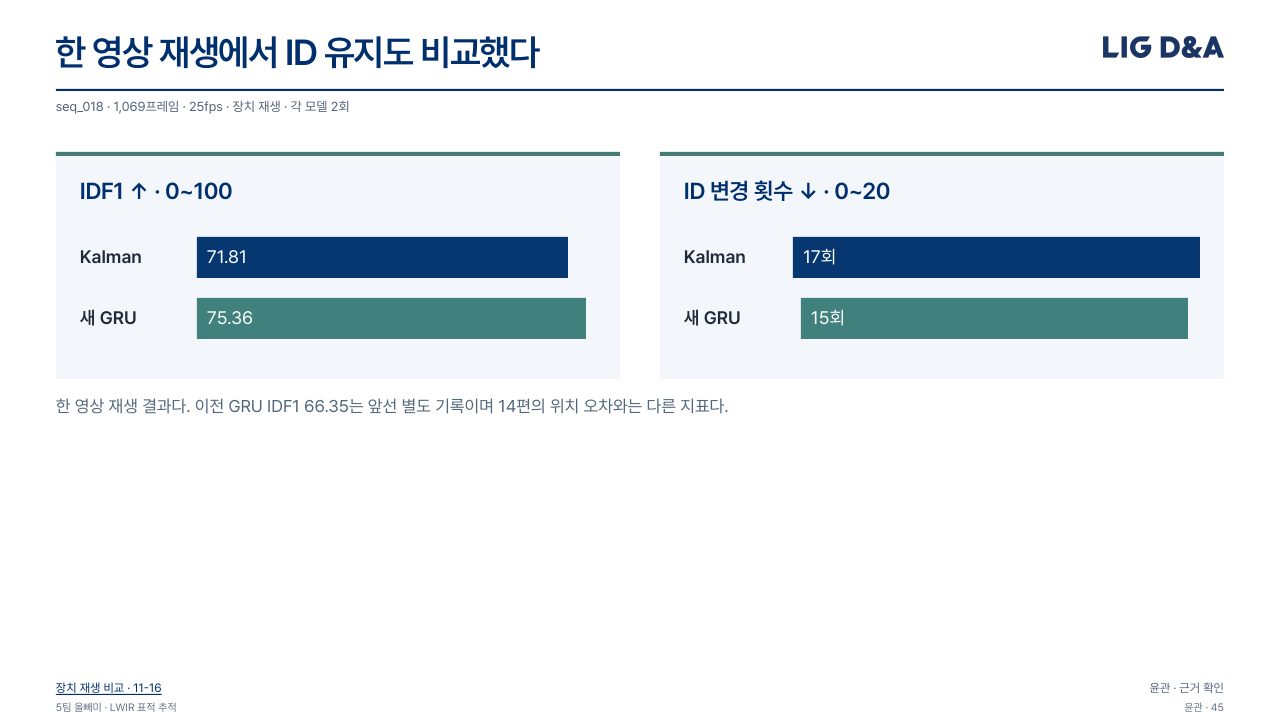 한 영상 재생에서 ID 유지도 비교했다
LIG D&A
seq_018 · 1,069프레임 · 25fps · 장치 재생 · 각 모델 2회
IDF1 ↑ · 0~100
Kalman
71.81
새 GRU
75.36
ID 변경 횟수 ↓ · 0~20
Kalman
17회
새 GRU
15회
한 영상 재생 결과다. 이전 GRU IDF1 66.35는 앞선 별도 기록이며 14편의 위치 오차와는 다른 지표다.
장치 재생 비교 · 11-16
5팀 올빼미 · LWIR 표적 추적
윤관 · 근거 확인
윤관 · 45